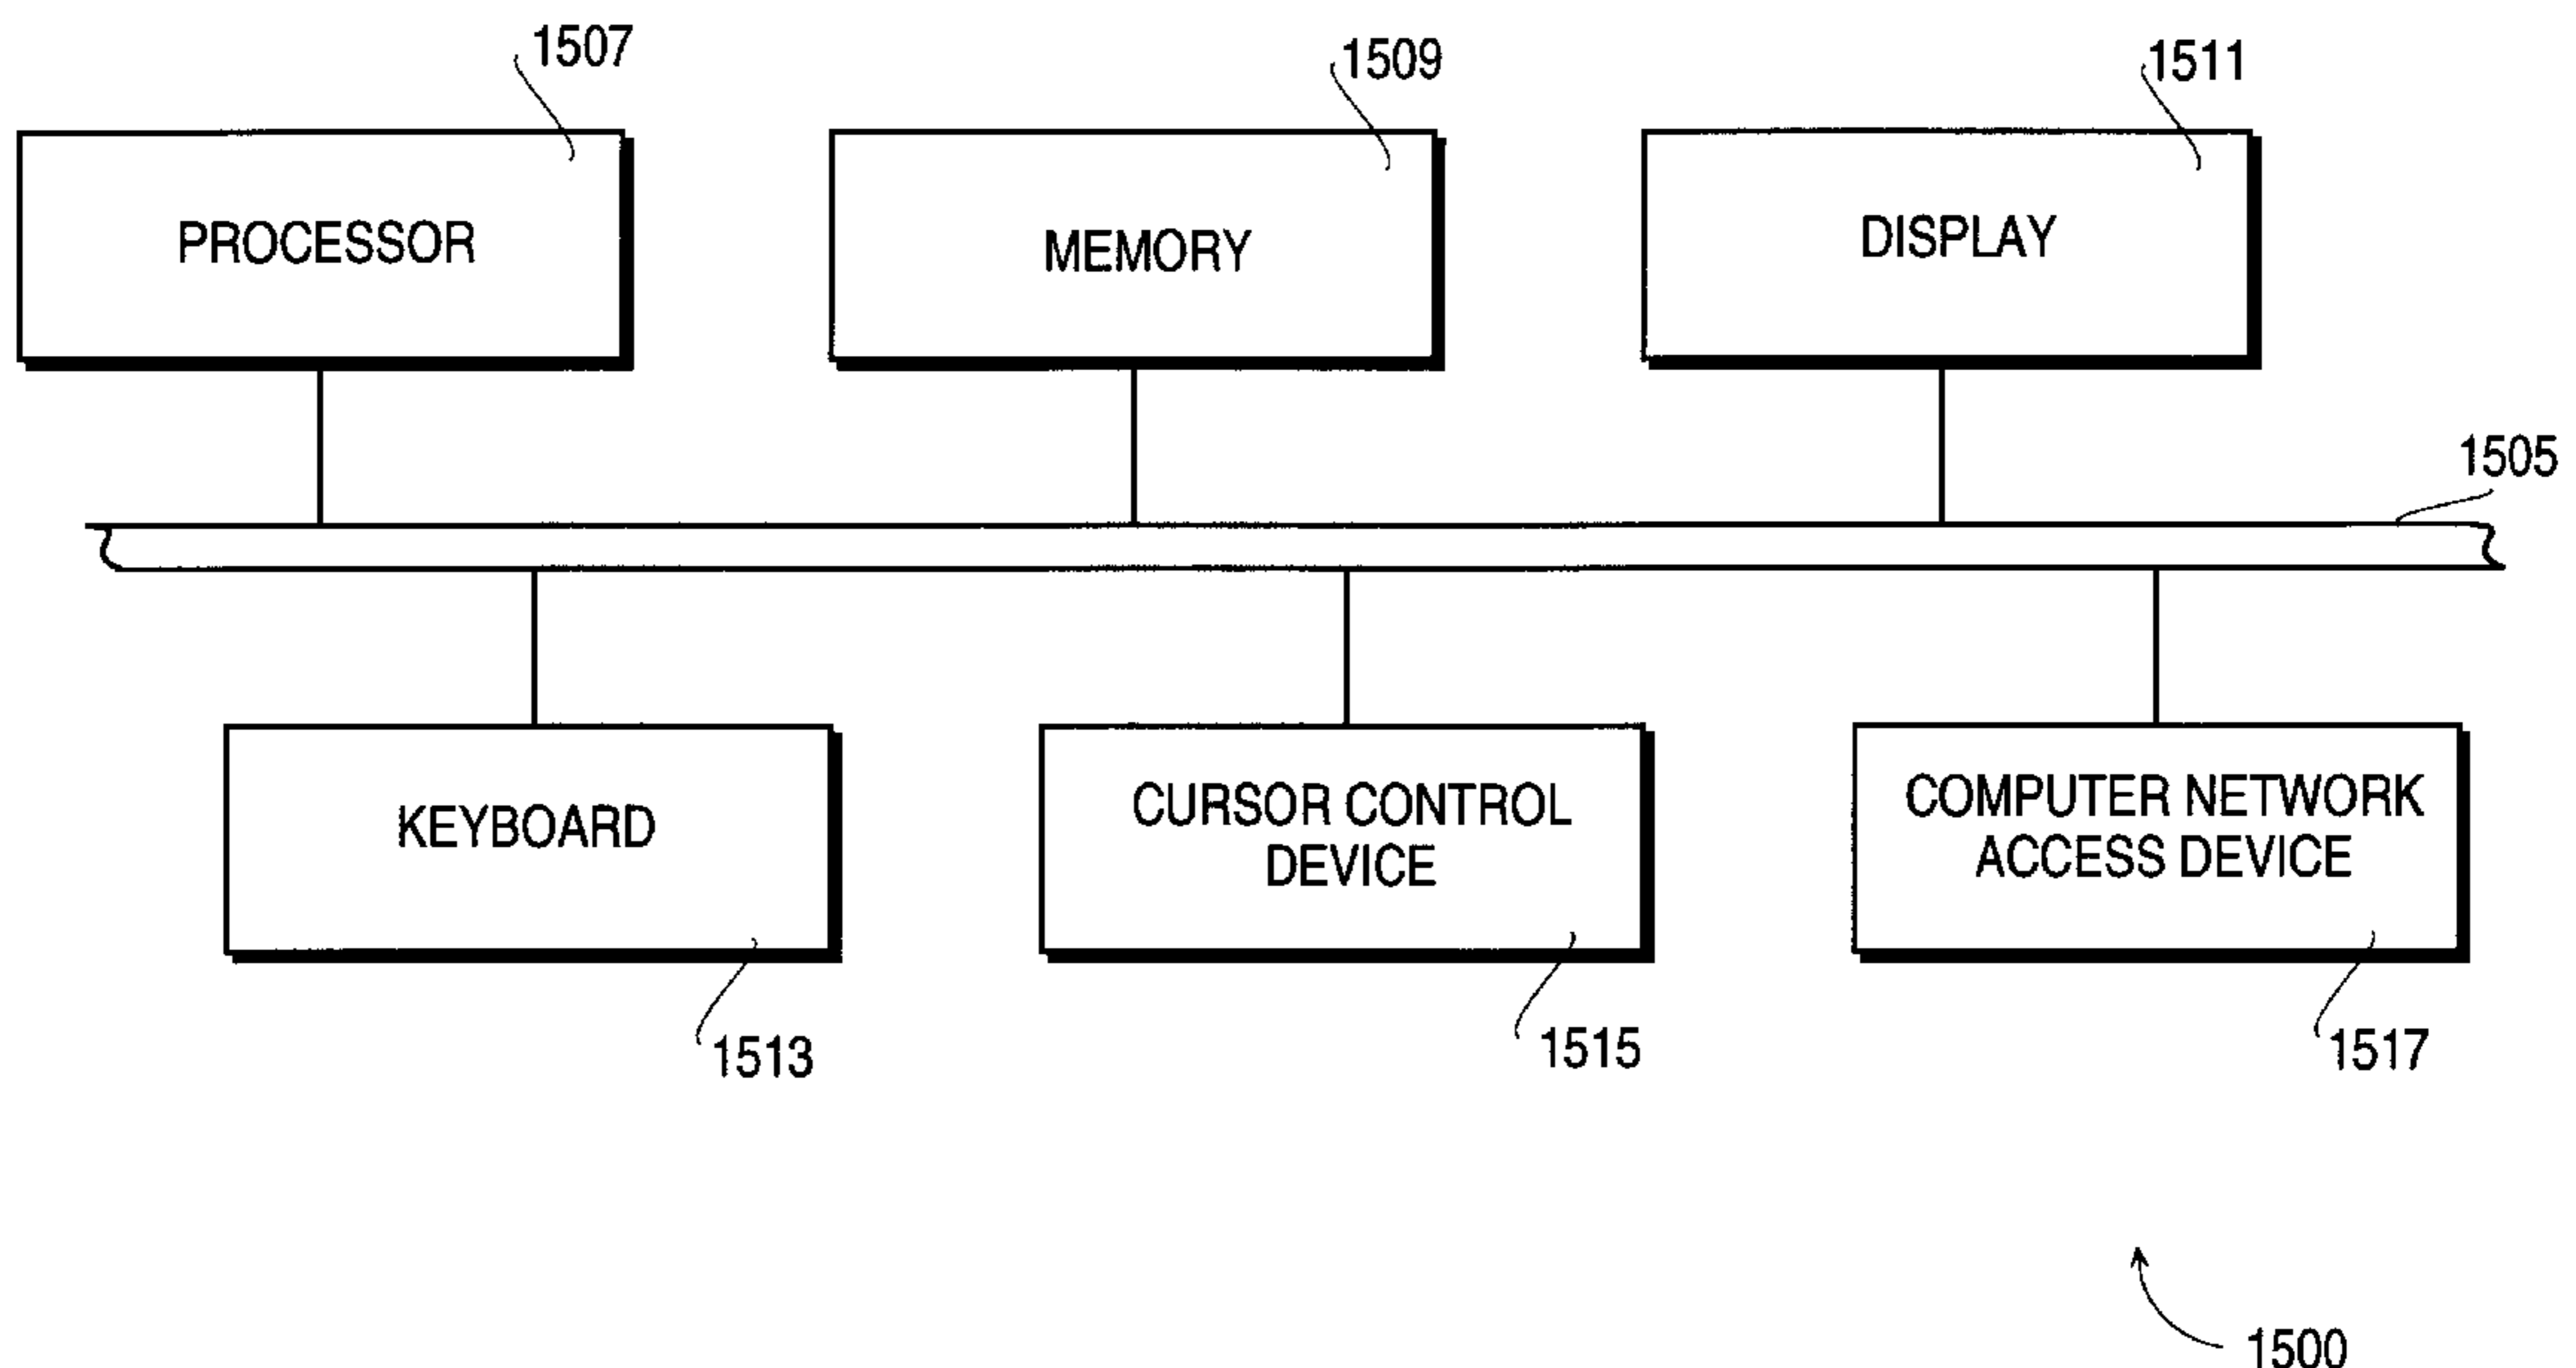 1507
1509
1511
PROCESSOR
MEMORY
DISPLAY
1505
KEYBOARD
CURSOR CONTROL
DEVICE
COMPUTER NETWORK
ACCESS DEVICE
1513
1515
1517
1500